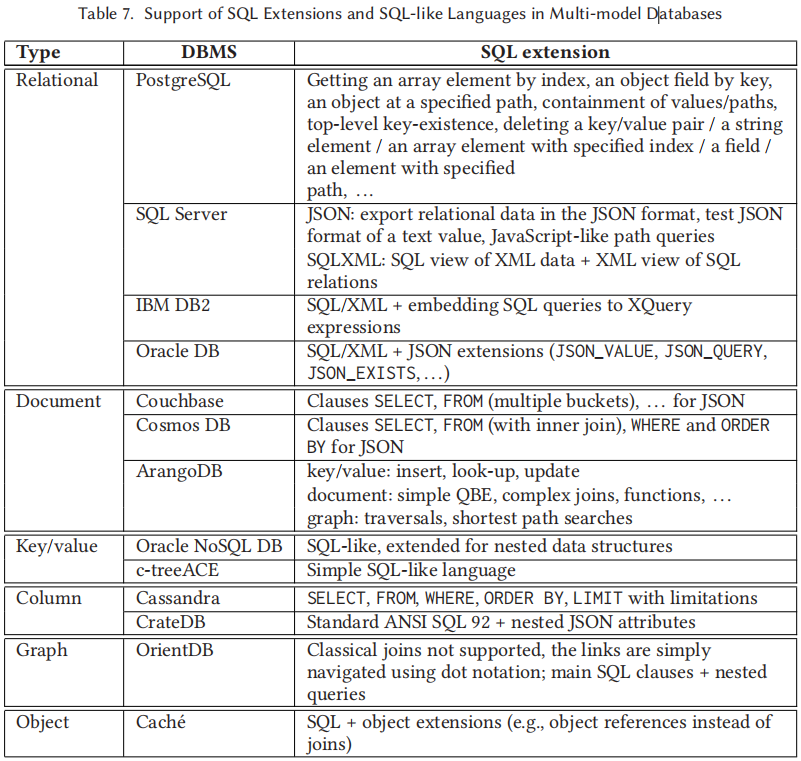 Table 7. Support of SQL Extensions and SQL-like Languages in Multi-model Databases
Type DBMS SQL extension
Relational PostgreSQL Getting an array element by index, an object field by key,
an object at a specified path, containment of values/paths,
top-level key-existence, deleting a key/value pair / a string
element / an array element with specified index / a field /
an element with specified
path, ...
SQL Server JSON: export relational data in the JSON format, test JSON
format of a text value, JavaScript-like path queries
SQLXML: SQL view of XML data + XML view of SQL
relations
IBM DB2 SQL/XML + embedding SQL queries to XQuery
expressions
Oracle DB SQL/XML + JSON extensions (JSON_VALUE, JSON_QUERY,
JSON_EXISTS,...)
Document Couchbase Clauses SELECT, FROM (multiple buckets), ... for JSON
Cosmos DB Clauses SELECT, FROM (with inner join), WHERE and ORDER
BY for JSON
ArangoDB key/value: insert, look-up, update
document: simple QBE, complex joins, functions, ...
graph: traversals, shortest path searches
Key/value Oracle NoSQL DB SQL-like, extended for nested data structures
c-treeACE Simple SQL-like language
Column Cassandra SELECT, FROM, WHERE, ORDER BY, LIMIT with limitations
CrateDB Standard ANSI SQL 92 + nested JSON attributes
Graph OrientDB Classical joins not supported, the links are simply
navigated using dot notation; main SQL clauses + nested
queries
Object Caché SQL + object extensions (e.g., object references instead of
joins)